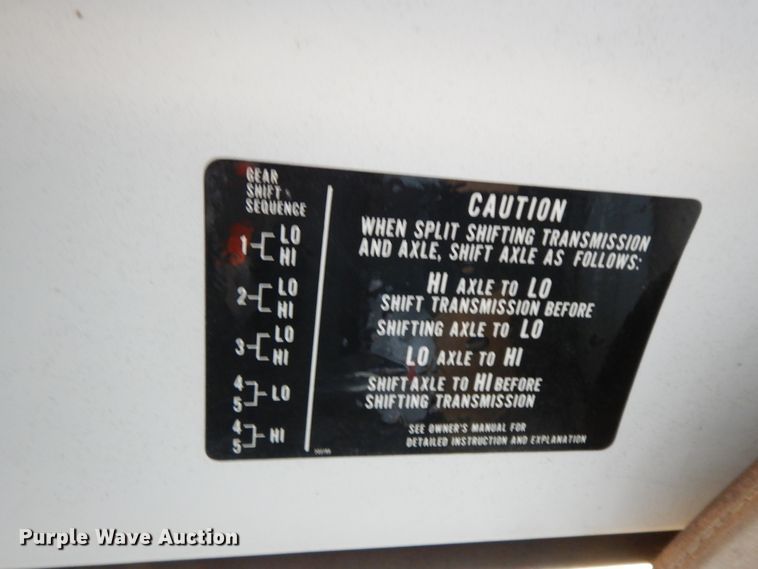 GEAR
SHIFT
SEQUENCE
1 LO
HI
2 LO
HI
3 LO
HI
4
5 LO
4
5 HI
CAUTION
WHEN SPLIT SHIFTING TRANSMISSION
AND AXLE, SHIFT AXLE AS FOLLOWS:
HI AXLE TO LO
SHIFT TRANSMISSION BEFORE
SHIFTING AXLE TO LO
LO AXLE TO HI
SHIFT AXLE TO HI BEFORE
SHIFTING TRANSMISSION
SEE OWNER'S MANUAL FOR
DETAILED INSTRUCTION AND EXPLANATION
Purple Wave Auction